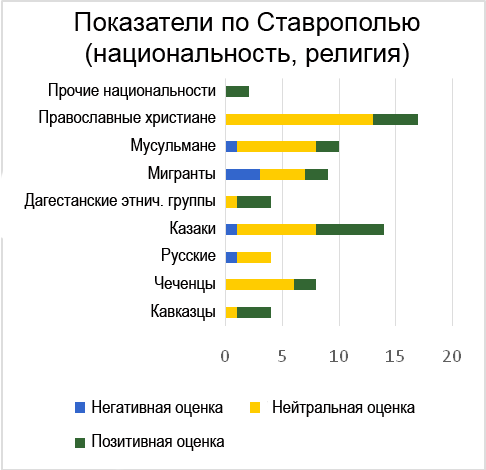 Показатели по Ставрополью
(национальность, религия)
Прочие национальности
Православные христиане
Мусульмане
Мигранты
Дагестанские этнич. группы
Казаки
Русские
Чеченцы
Кавказцы
0 5 10 15 20
Негативная оценка Нейтральная оценка
Позитивная оценка